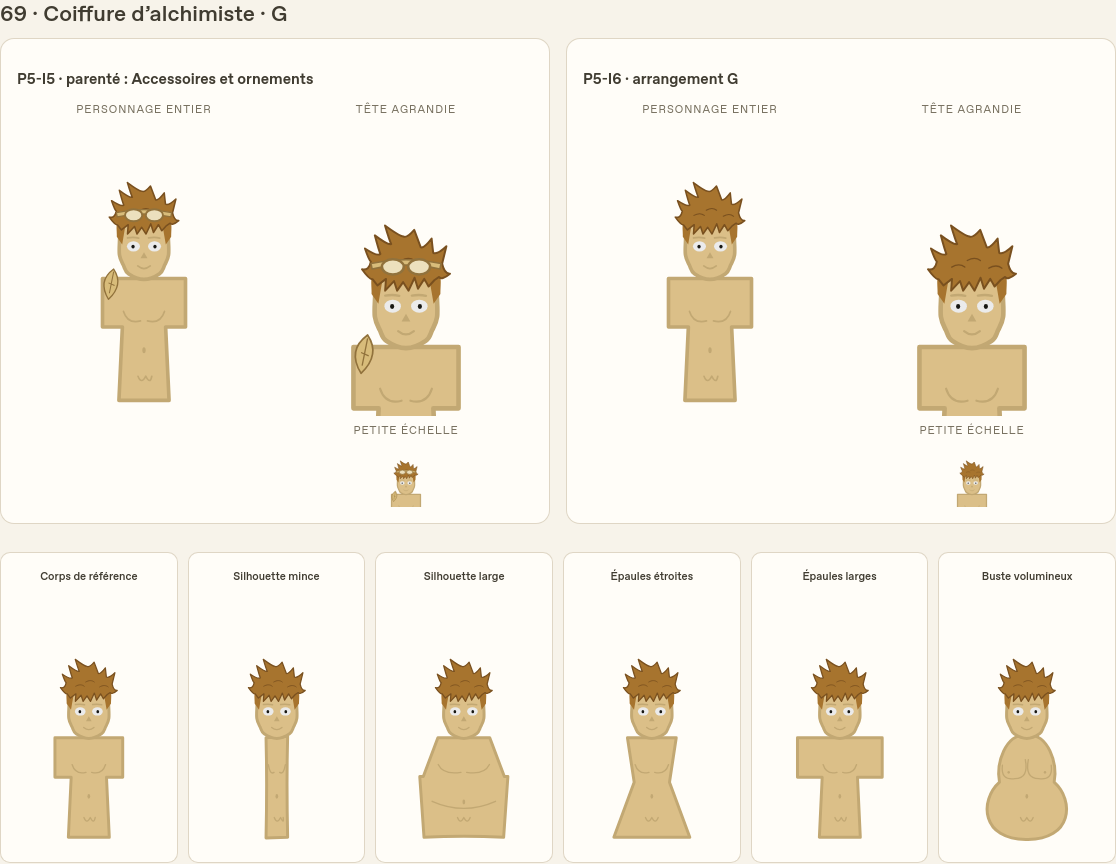 69 · Coiffure d’alchimiste · G
P5-I5 · parenté : Accessoires et ornements
PERSONNAGE ENTIER
TÊTE AGRANDIE
PETITE ÉCHELLE
P5-I6 · arrangement G
PERSONNAGE ENTIER
TÊTE AGRANDIE
PETITE ÉCHELLE
Corps de référence
Silhouette mince
Silhouette large
Épaules étroites
Épaules larges
Buste volumineux